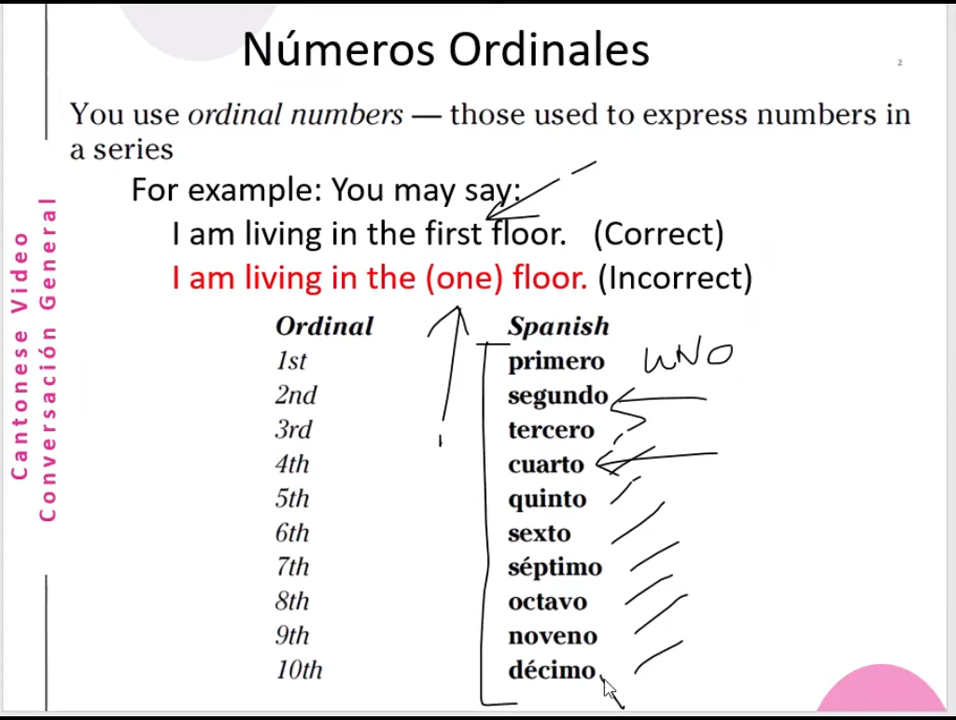 Números Ordinales
2
You use ordinal numbers — those used to express numbers in
a series
For example: You may say:
I am living in the first floor. (Correct)
I am living in the (one) floor. (Incorrect)
Cantonese Video
Conversación General
Ordinal Spanish
1st primero UNO
2nd segundo
3rd tercero
4th cuarto
5th quinto
6th sexto
7th séptimo
8th octavo
9th noveno
10th décimo